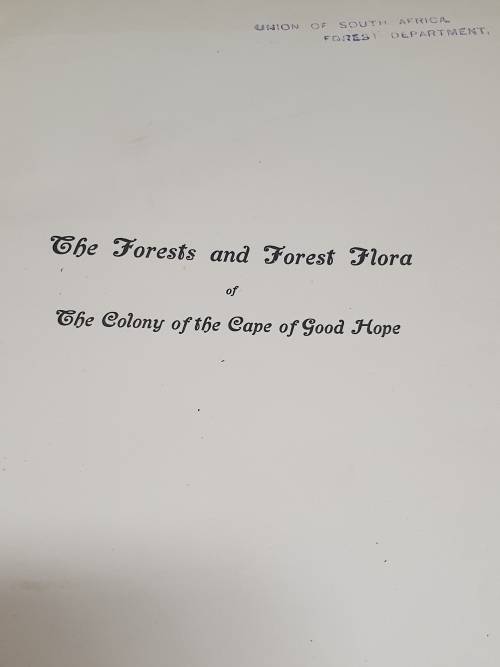 UNION OF SOUTH AFRICA
FOREST DEPARTMENT.
The Forests and Forest Flora
of
The Colony of the Cape of Good Hope